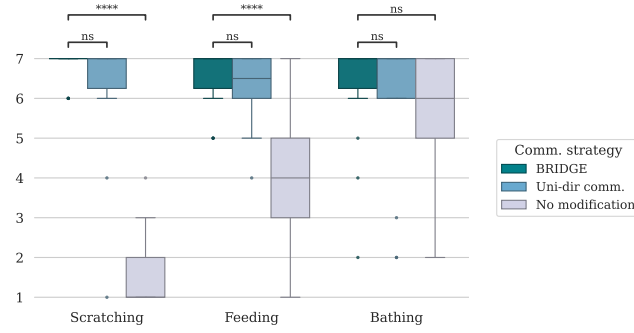 **** **** ns
ns ns ns
7
6
5
4
3
2
1
Scratching Feeding Bathing
Comm. strategy
BRIDGE
Uni-dir comm.
No modification